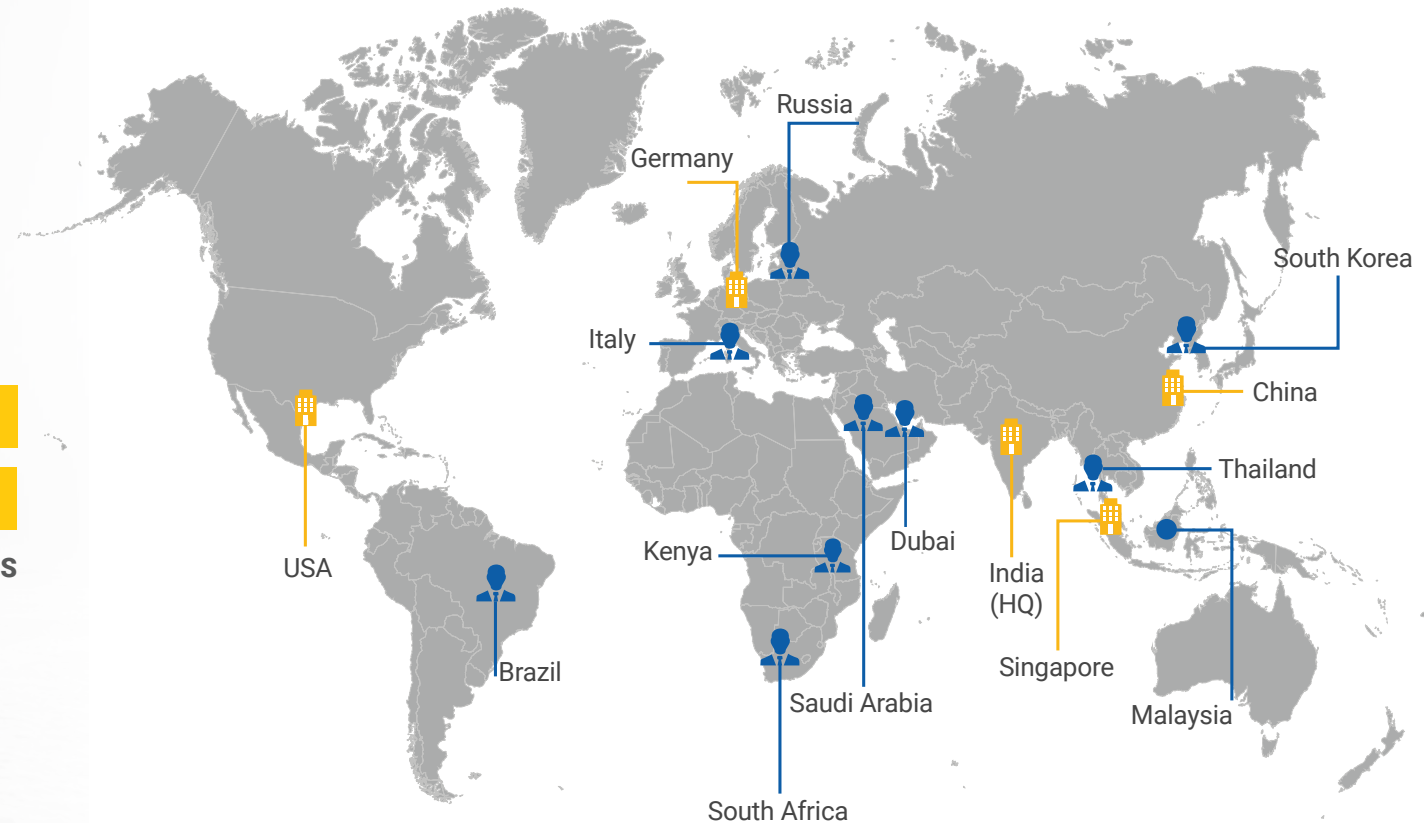 Russia
Germany
South Korea
Italy
China
Thailand
s
Kenya
Dubai
USA
India
(HQ)
Singapore
Brazil
Saudi Arabia
Malaysia
South Africa